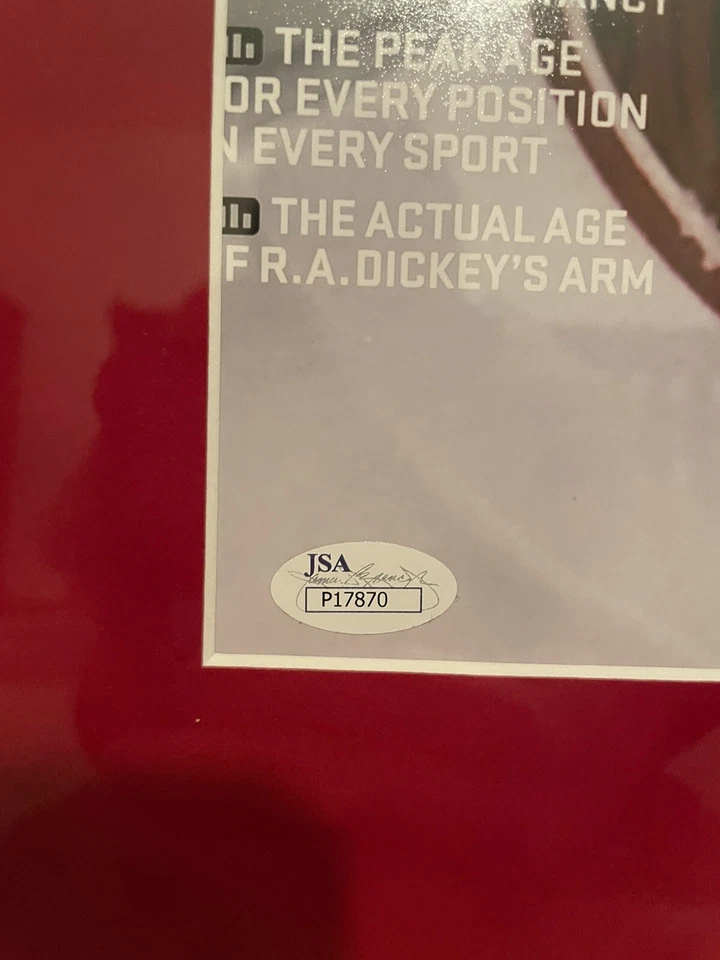 THE PEAK AGE
OR EVERY POSITION
N EVERY SPORT
THE ACTUAL AGE
F R.A. DICKEY'S ARM
JSA
P17870